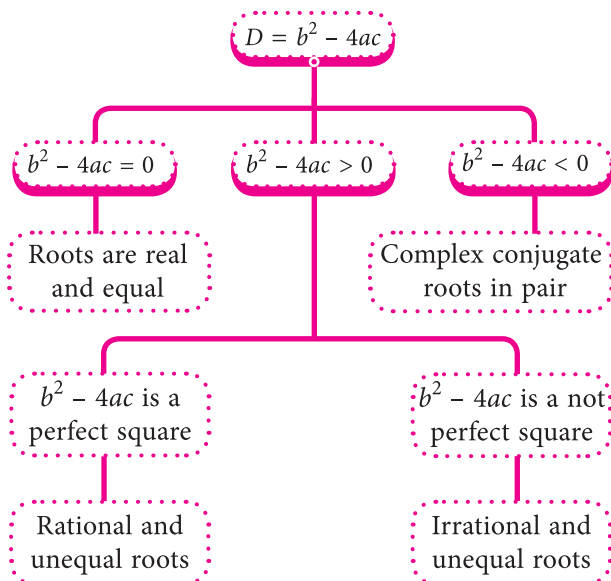 D = b² – 4ac
b² – 4ac = 0
b² – 4ac > 0
b² – 4ac < 0
Roots are real
and equal
Complex conjugate
roots in pair
b² – 4ac is a
perfect square
b² – 4ac is a not
perfect square
Rational and
unequal roots
Irrational and
unequal roots